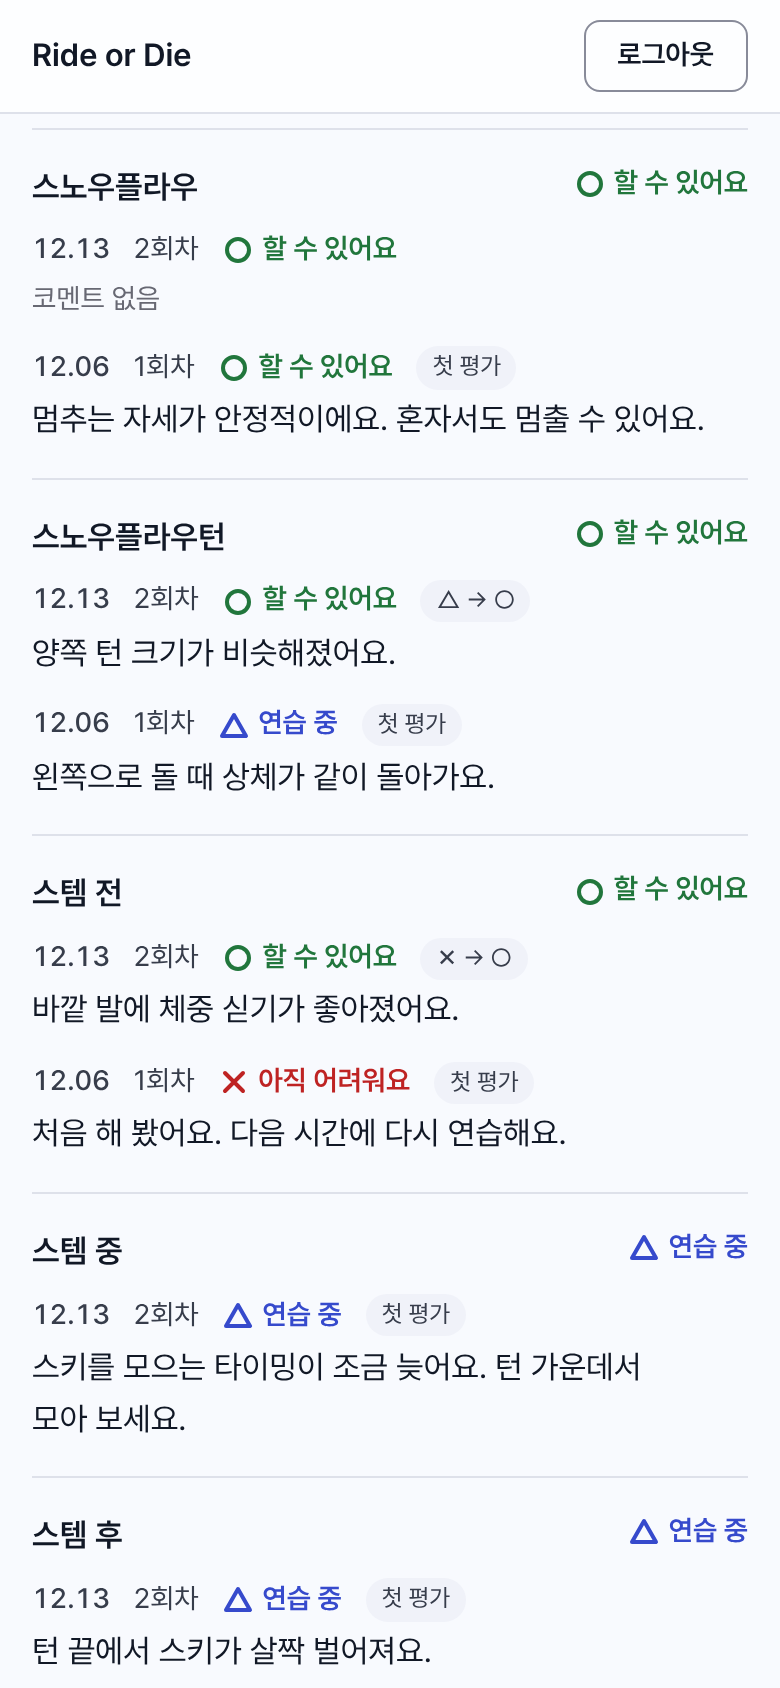 Ride or Die
로그아웃
스노우플라우
할 수 있어요
12.13 2회차 할 수 있어요
코멘트 없음
12.06 1회차 할 수 있어요 첫 평가
멈추는 자세가 안정적이에요. 혼자서도 멈출 수 있어요.
스노우플라우턴
할 수 있어요
12.13 2회차 할 수 있어요 △ → ○
양쪽 턴 크기가 비슷해졌어요.
12.06 1회차 연습 중 첫 평가
왼쪽으로 돌 때 상체가 같이 돌아가요.
스템 전
할 수 있어요
12.13 2회차 할 수 있어요 ✕ → ○
바깥 발에 체중 싣기가 좋아졌어요.
12.06 1회차 아직 어려워요 첫 평가
처음 해 봤어요. 다음 시간에 다시 연습해요.
스템 중
연습 중
12.13 2회차 연습 중 첫 평가
스키를 모으는 타이밍이 조금 늦어요. 턴 가운데서
모아 보세요.
스템 후
연습 중
12.13 2회차 연습 중 첫 평가
턴 끝에서 스키가 살짝 벌어져요.